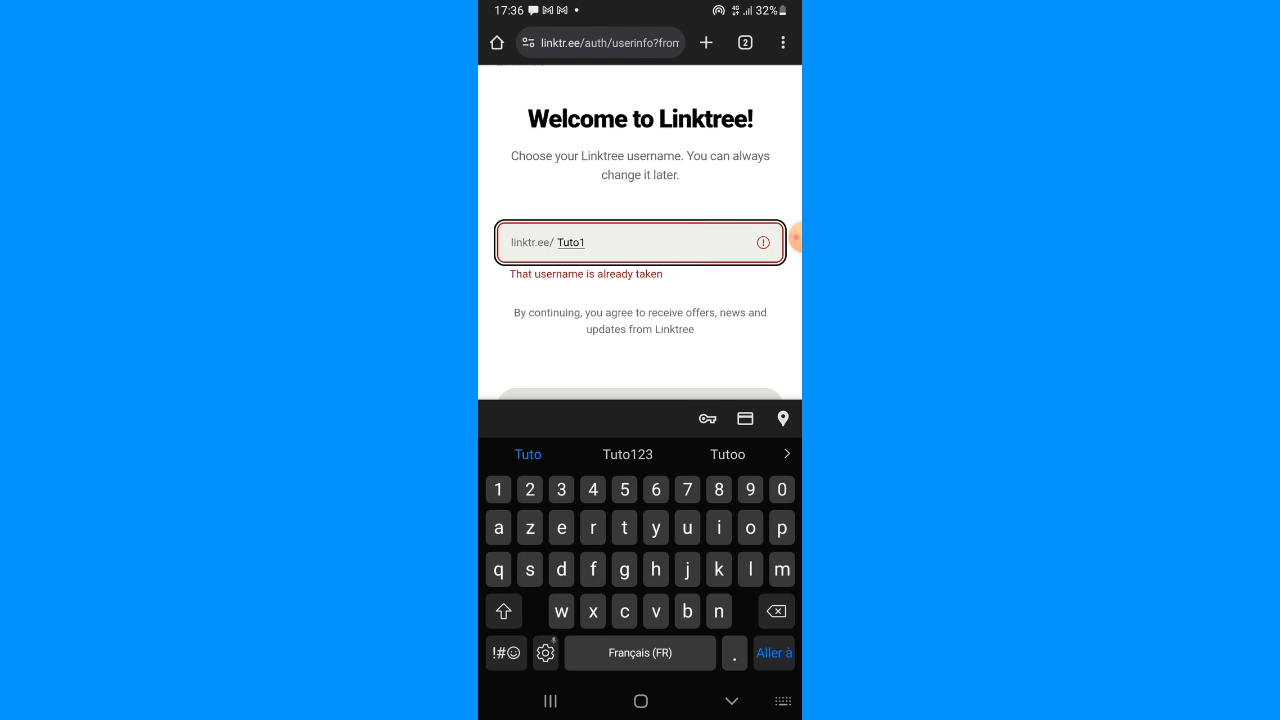 17:36
4G
32%
linktr.ee/auth/userinfo?from
2
Welcome to Linktree!
Choose your Linktree username. You can always
change it later.
linktr.ee/ Tuto1
That username is already taken
By continuing, you agree to receive offers, news and
updates from Linktree
Tuto Tuto123 Tutoo
1 2 3 4 5 6 7 8 9 0
a z e r t y u i o p
q s d f g h j k l m
w x c v b n
!#☺ Français (FR) . Aller à